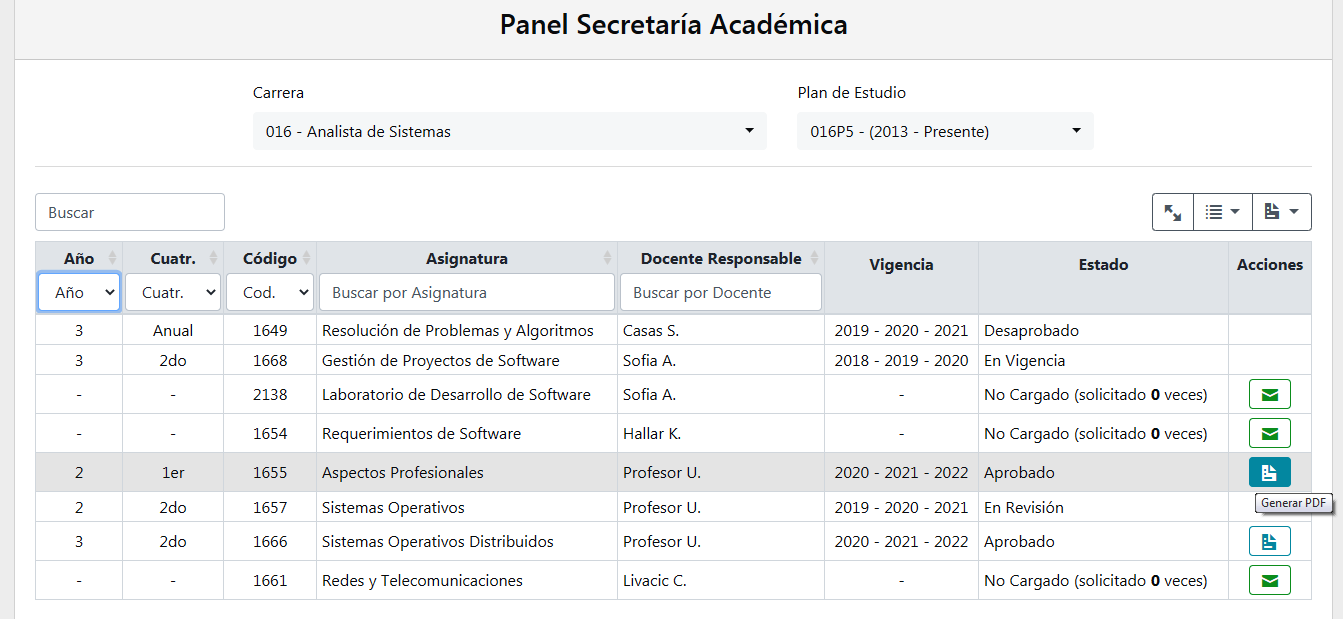 Panel Secretaría Académica
Carrera Plan de Estudio
016 - Analista de Sistemas 016P5 - (2013 - Presente)
Buscar
Año Cuatr. Código Asignatura Docente Responsable Vigencia Estado Acciones
Año Cuatr. Cod. Buscar por Asignatura Buscar por Docente
3 Anual 1649 Resolución de Problemas y Algoritmos Casas S. 2019 - 2020 - 2021 Desaprobado
3 2do 1668 Gestión de Proyectos de Software Sofia A. 2018 - 2019 - 2020 En Vigencia
- - 2138 Laboratorio de Desarrollo de Software Sofia A. - No Cargado (solicitado 0 veces)
- - 1654 Requerimientos de Software Hallar K. - No Cargado (solicitado 0 veces)
2 1er 1655 Aspectos Profesionales Profesor U. 2020 - 2021 - 2022 Aprobado
Generar PDF
2 2do 1657 Sistemas Operativos Profesor U. 2019 - 2020 - 2021 En Revisión
3 2do 1666 Sistemas Operativos Distribuidos Profesor U. 2020 - 2021 - 2022 Aprobado
- - 1661 Redes y Telecomunicaciones Livacic C. - No Cargado (solicitado 0 veces)